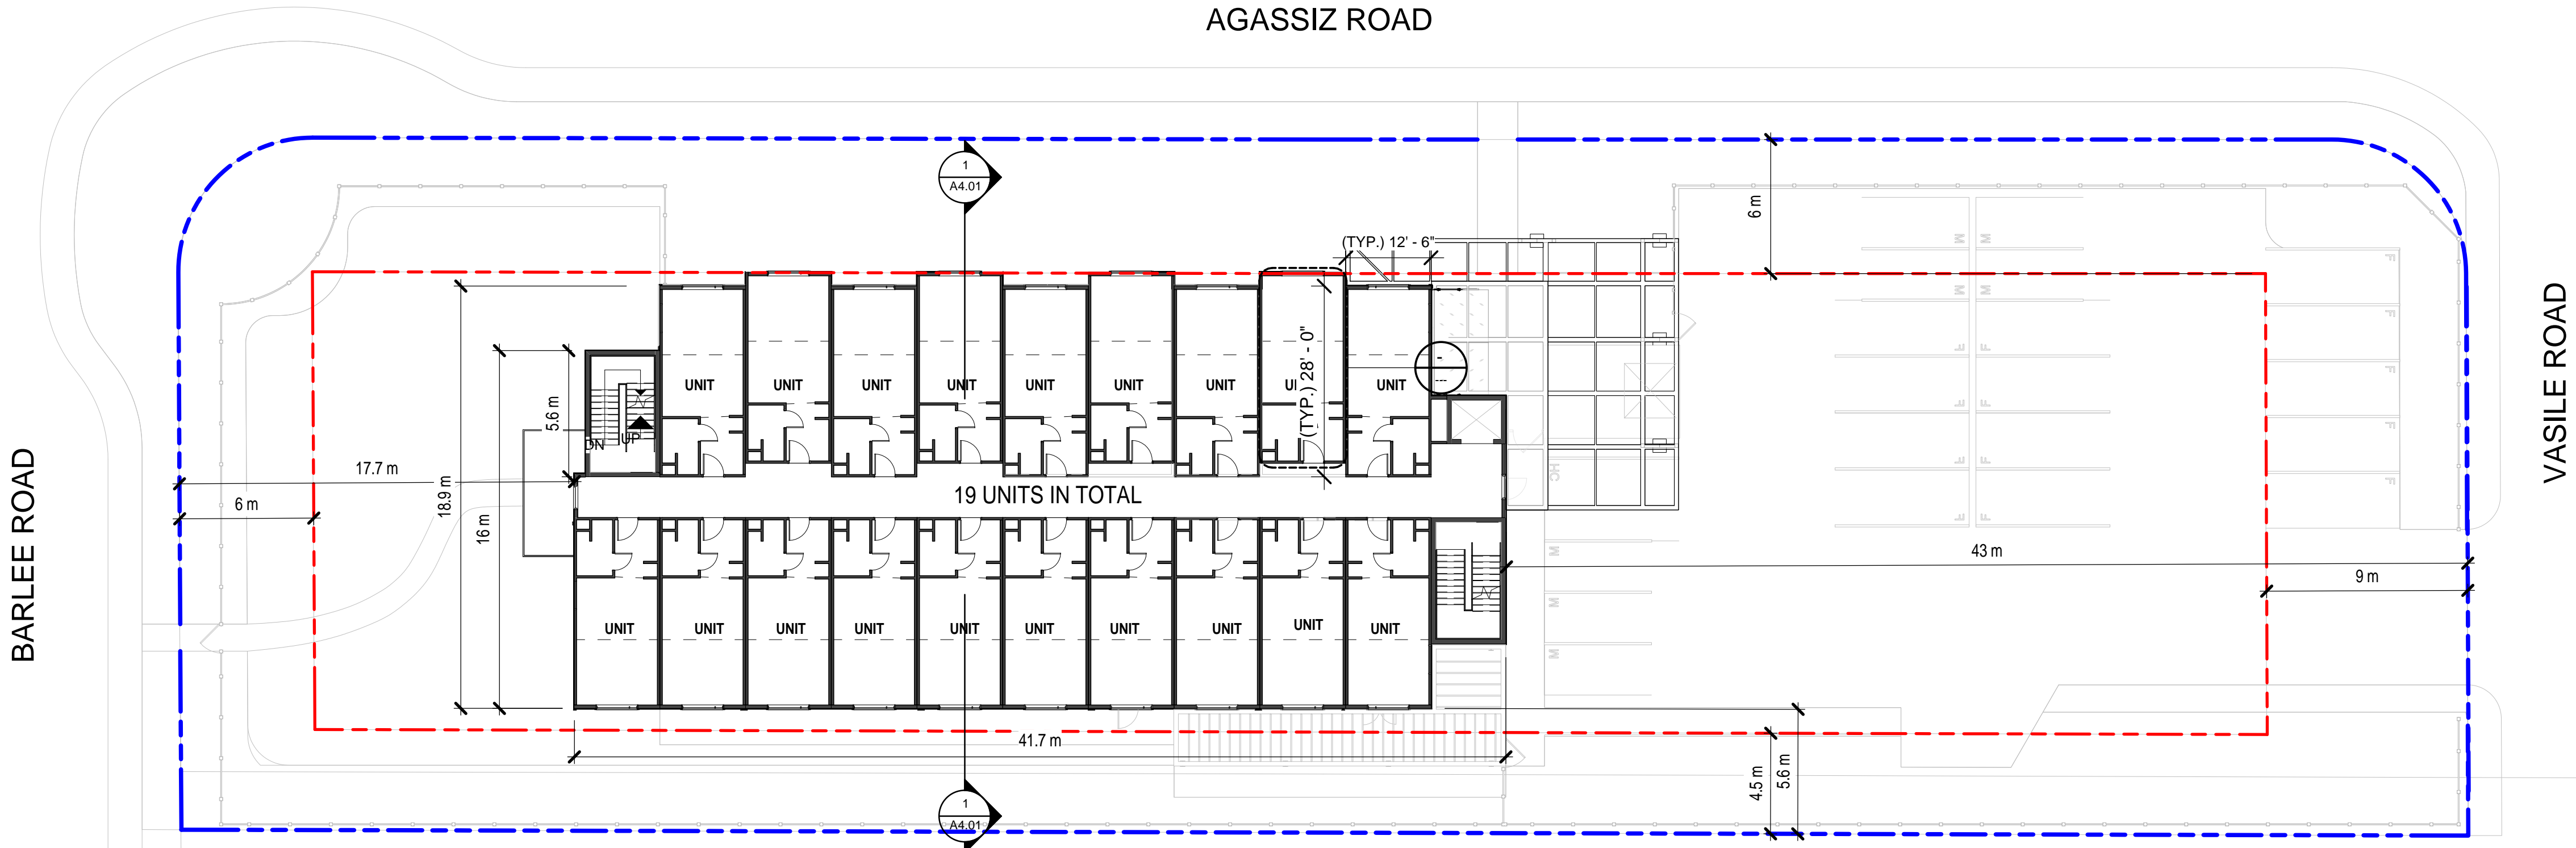 AGASSIZ ROAD
1
A4.01
6 m
(TYP.) 12' - 6"
M
M
F
M
M
F
UNIT
UNIT
UNIT
UNIT
UNIT
UNIT
UNIT
UNIT
(TYP.) 28' - 0"
-
---
F
F
F
5.6 m
DN
UP
F
F
F
17.7 m
18.9 m
6 m
16 m
19 UNITS IN TOTAL
HC
F
F
F
F
F
BARLEE ROAD
VASILE ROAD
M
43 m
9 m
M
UNIT
UNIT
UNIT
UNIT
UNIT
UNIT
UNIT
UNIT
UNIT
UNIT
M
41.7 m
4.5 m
5.6 m
1
A4.01